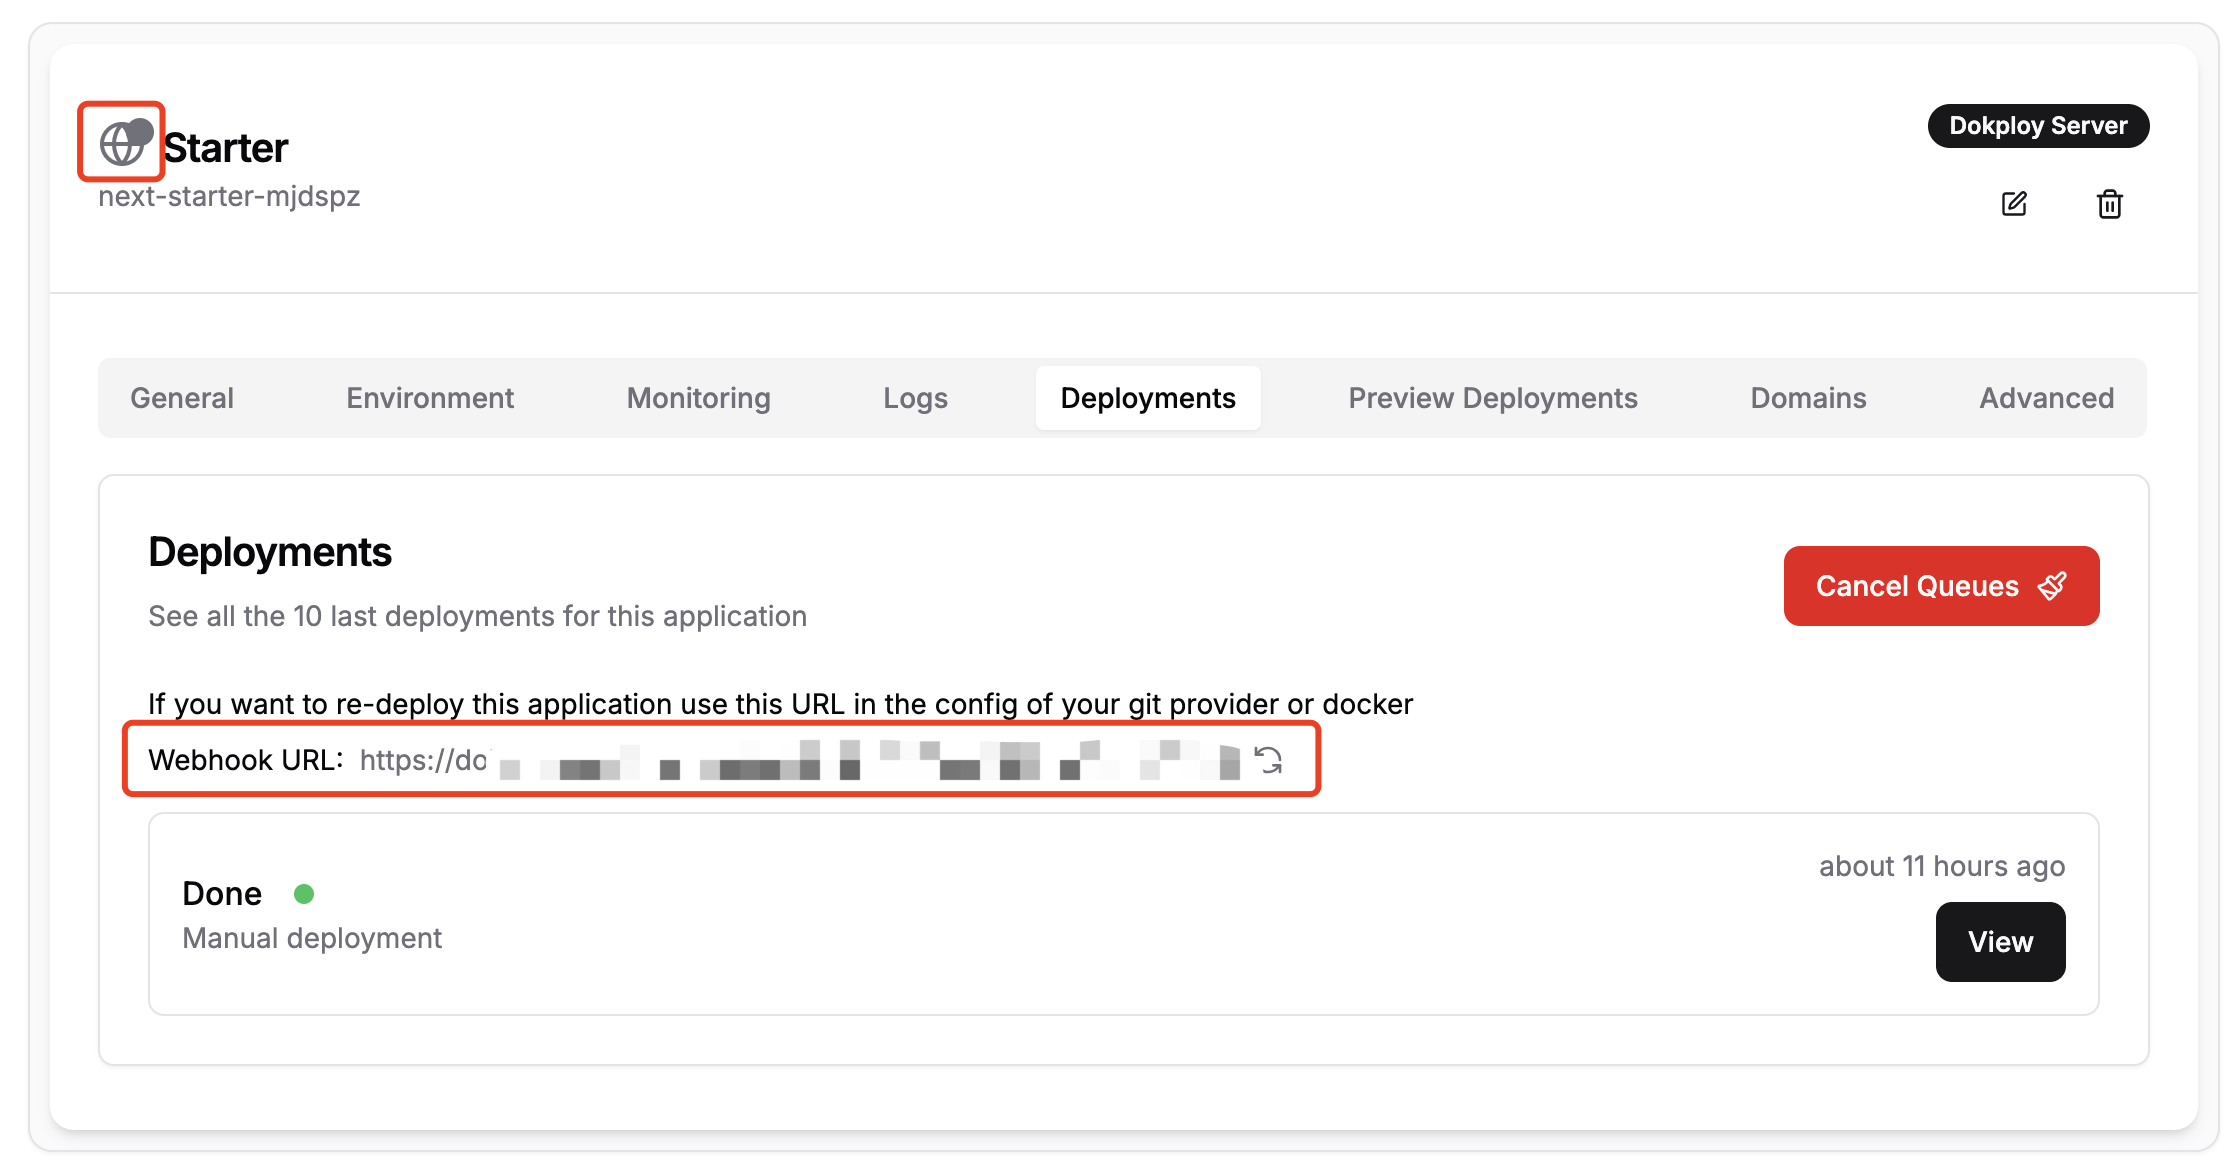 Starter
next-starter-mjdspz
Dokploy Server
General Environment Monitoring Logs Deployments Preview Deployments Domains Advanced
Deployments
See all the 10 last deployments for this application
Cancel Queues
If you want to re-deploy this application use this URL in the config of your git provider or docker
Webhook URL: https://do
Done
Manual deployment
about 11 hours ago
View